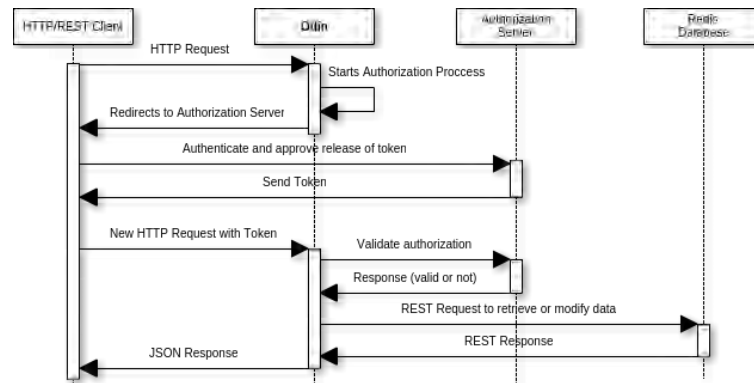 HTTP/REST Client
Authorization
Server
Redis
Database
HTTP Request
Starts Authorization Proccess
Redirects to Authorization Server
Authenticate and approve release of token
Send Token
New HTTP Request with Token
Validate authorization
Response (valid or not)
REST Request to retrieve or modify data
REST Response
JSON Response